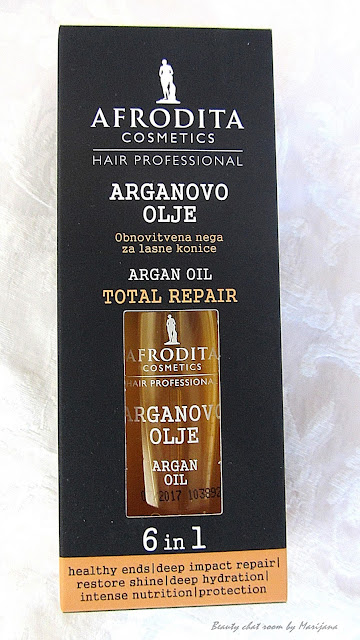 AFRODITA
COSMETICS
HAIR PROFESSIONAL
ARGANOVO
OLJE
Obnovitvena nega
za lasne konice
ARGAN OIL
TOTAL REPAIR
AFRODITA
COSMETICS
HAIR PROFESSIONAL
ARGANOVO
OLJE
ARGAN
OIL
2017 103892
6 in 1
healthy ends|deep impact repair|
restore shine|deep hydration|
intense nutrition|protection
Beauty chat room by Marijana